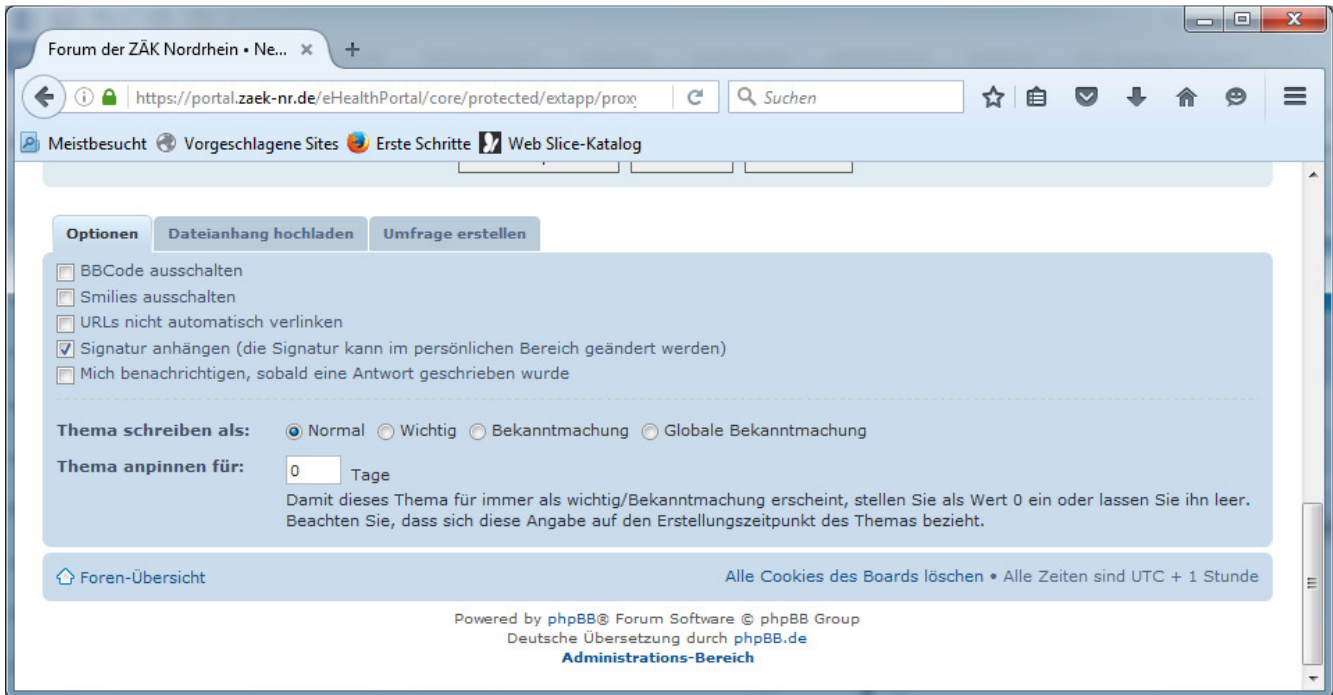 Forum der ZÄK Nordrhein • Ne...
https://portal.zaek-nr.de/eHealthPortal/core/protected/extapp/prox
Suchen
Meistbesucht Vorgeschlagene Sites Erste Schritte Web Slice-Katalog
Optionen Dateianhang hochladen Umfrage erstellen
BBCode ausschalten
Smilies ausschalten
URLs nicht automatisch verlinken
Signatur anhängen (die Signatur kann im persönlichen Bereich geändert werden)
Mich benachrichtigen, sobald eine Antwort geschrieben wurde
Thema schreiben als: Normal Wichtig Bekanntmachung Globale Bekanntmachung
Thema anpinnen für: 0 Tage
Damit dieses Thema für immer als wichtig/Bekanntmachung erscheint, stellen Sie als Wert 0 ein oder lassen Sie ihn leer.
Beachten Sie, dass sich diese Angabe auf den Erstellungszeitpunkt des Themas bezieht.
Foren-Übersicht Alle Cookies des Boards löschen • Alle Zeiten sind UTC + 1 Stunde
Powered by phpBB® Forum Software © phpBB Group
Deutsche Übersetzung durch phpBB.de
Administrations-Bereich